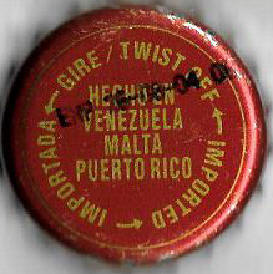 GIRE / TWIST OFF
IMPORTED
IMPORTADA
HECHO EN
VENEZUELA
MALTA
PUERTO RICO